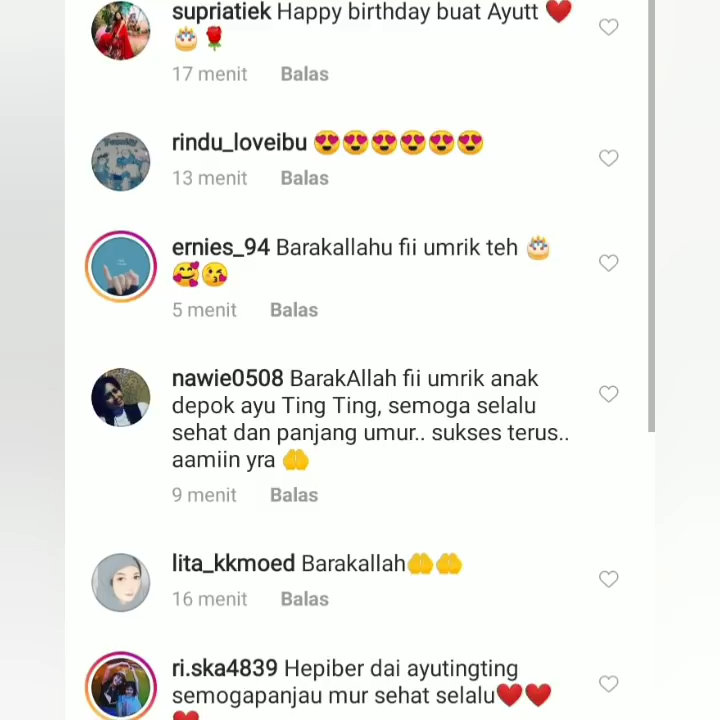 supriatiek Happy birthday buat Ayutt ❤️
🎂🌹
17 menit Balas
rindu_loveibu 😍😍😍😍😍😍
13 menit Balas
ernies_94 Barakallahu fii umrik teh 🎂
🥰😘
5 menit Balas
nawie0508 BarakAllah fii umrik anak
depok ayu Ting Ting, semoga selalu
sehat dan panjang umur.. sukses terus..
aamiin yra 🤲
9 menit Balas
lita_kkmoed Barakallah🤲🤲
16 menit Balas
ri.ska4839 Hepiber dai ayutingting
semogapanjau mur sehat selalu❤️❤️
❤️